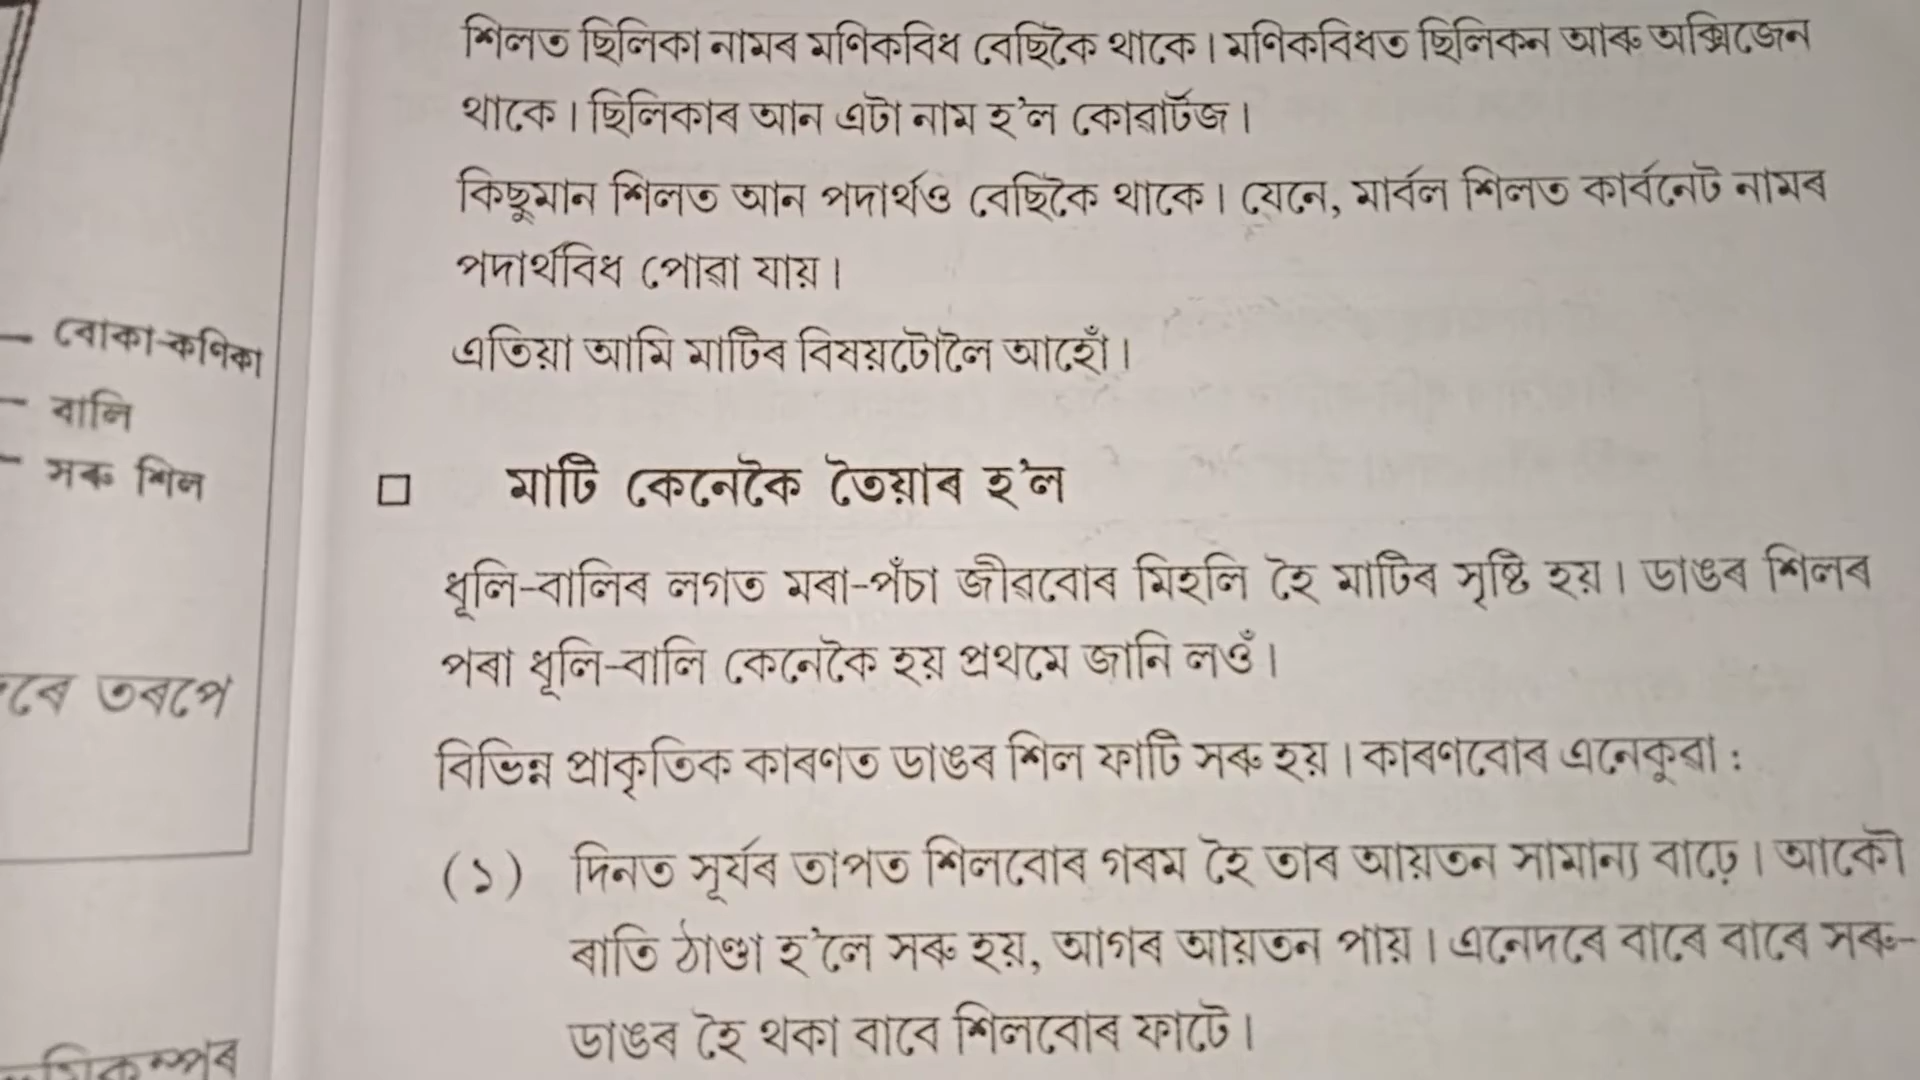 শিলত ছিলিকা নামৰ মণিকবিধ বেছিকৈ থাকে। মণিকবিধত ছিলিকন আৰু অক্সিজেন
থাকে। ছিলিকাৰ আন এটা নাম হ'ল কোৱাৰ্টজ।
কিছুমান শিলত আন পদাৰ্থও বেছিকৈ থাকে। যেনে, মাৰ্বল শিলত কাৰ্বনেট নামৰ
পদাৰ্থবিধ পোৱা যায়।
এতিয়া আমি মাটিৰ বিষয়টোলৈ আহোঁ।
বোকা-কণিকা
বালি
সৰু শিল
□ মাটি কেনেকৈ তৈয়াৰ হ'ল
ধূলি-বালিৰ লগত মৰা-পঁচা জীৱবোৰ মিহলি হৈ মাটিৰ সৃষ্টি হয়। ডাঙৰ শিলৰ
পৰা ধূলি-বালি কেনেকৈ হয় প্ৰথমে জানি লওঁ।
তৰপে
বিভিন্ন প্ৰাকৃতিক কাৰণত ডাঙৰ শিল ফাটি সৰু হয়। কাৰণবোৰ এনেকুৱা :
(১) দিনত সূৰ্যৰ তাপত শিলবোৰ গৰম হৈ তাৰ আয়তন সামান্য বাঢ়ে। আকৌ
ৰাতি ঠাণ্ডা হ'লে সৰু হয়, আগৰ আয়তন পায়। এনেদৰে বাৰে বাৰে সৰু-
ডাঙৰ হৈ থকা বাবে শিলবোৰ ফাটে।